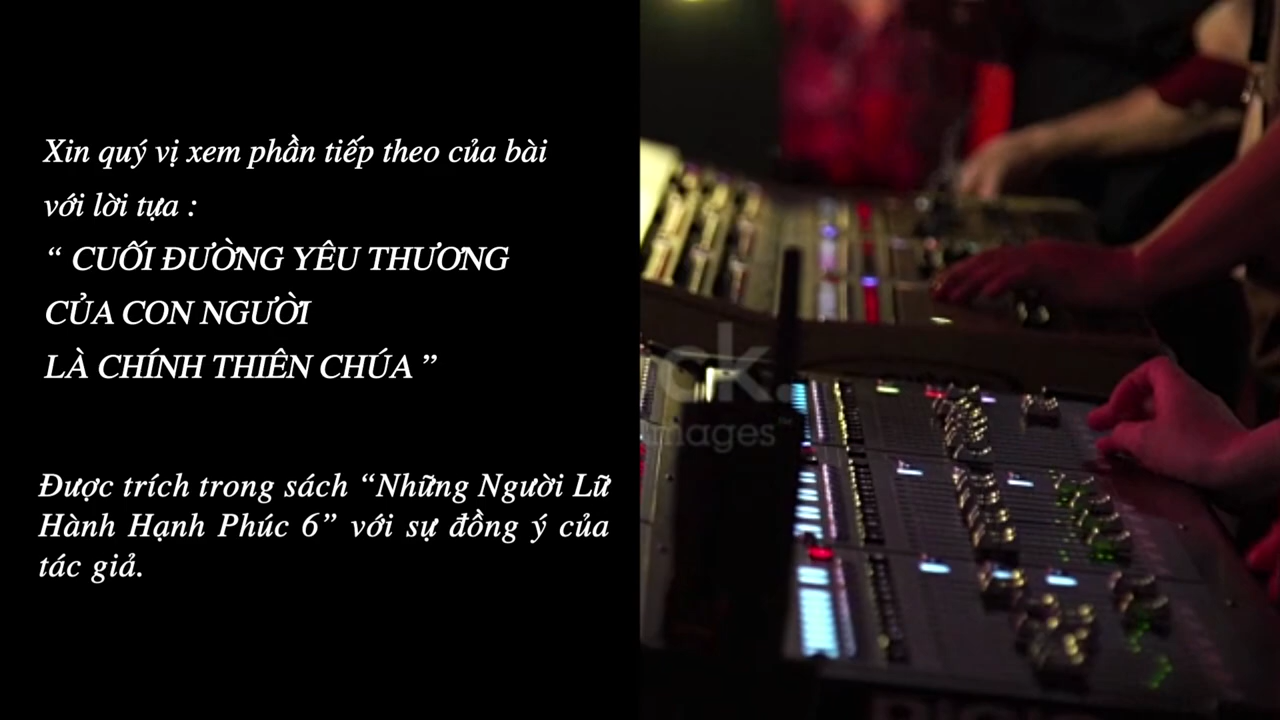 Xin quý vị xem phần tiếp theo của bài
với lời tựa :
“ CUỐI ĐƯỜNG YÊU THƯƠNG
CỦA CON NGƯỜI
LÀ CHÍNH THIÊN CHÚA ”
Được trích trong sách “Những Người Lữ
Hành Hạnh Phúc 6” với sự đồng ý của
tác giả.
ck.
images™